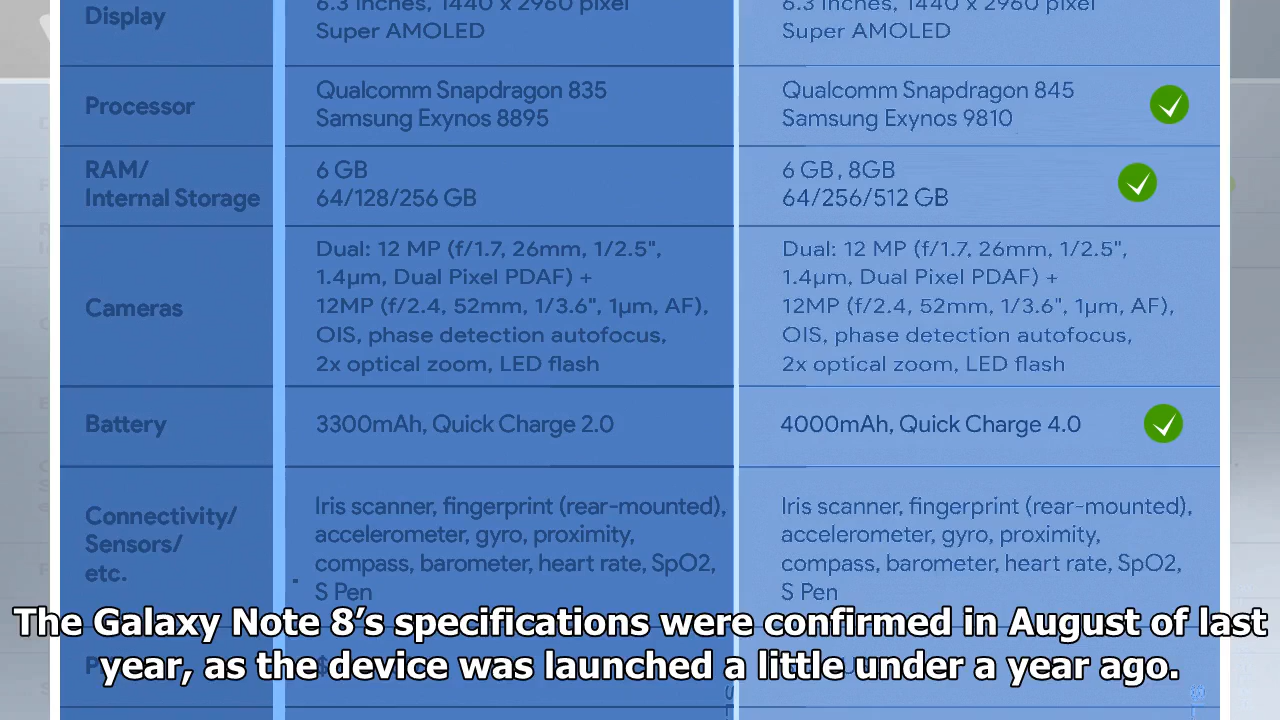 Display
6.3 inches, 1440 x 2960 pixel
Super AMOLED
6.3 inches, 1440 x 2960 pixel
Super AMOLED
Processor
Qualcomm Snapdragon 835
Samsung Exynos 8895
Qualcomm Snapdragon 845
Samsung Exynos 9810
RAM/
Internal Storage
6 GB
64/128/256 GB
6 GB , 8GB
64/256/512 GB
Cameras
Dual: 12 MP (f/1.7, 26mm, 1/2.5",
1.4µm, Dual Pixel PDAF) +
12MP (f/2.4, 52mm, 1/3.6", 1µm, AF),
OIS, phase detection autofocus,
2x optical zoom, LED flash
Dual: 12 MP (f/1.7, 26mm, 1/2.5",
1.4µm, Dual Pixel PDAF) +
12MP (f/2.4, 52mm, 1/3.6", 1µm, AF),
OIS, phase detection autofocus,
2x optical zoom, LED flash
Battery
3300mAh, Quick Charge 2.0
4000mAh, Quick Charge 4.0
Connectivity/
Sensors/
etc.
Iris scanner, fingerprint (rear-mounted),
accelerometer, gyro, proximity,
compass, barometer, heart rate, SpO2,
S Pen
Iris scanner, fingerprint (rear-mounted),
accelerometer, gyro, proximity,
compass, barometer, heart rate, SpO2,
S Pen
The Galaxy Note 8’s specifications were confirmed in August of last
year, as the device was launched a little under a year ago.